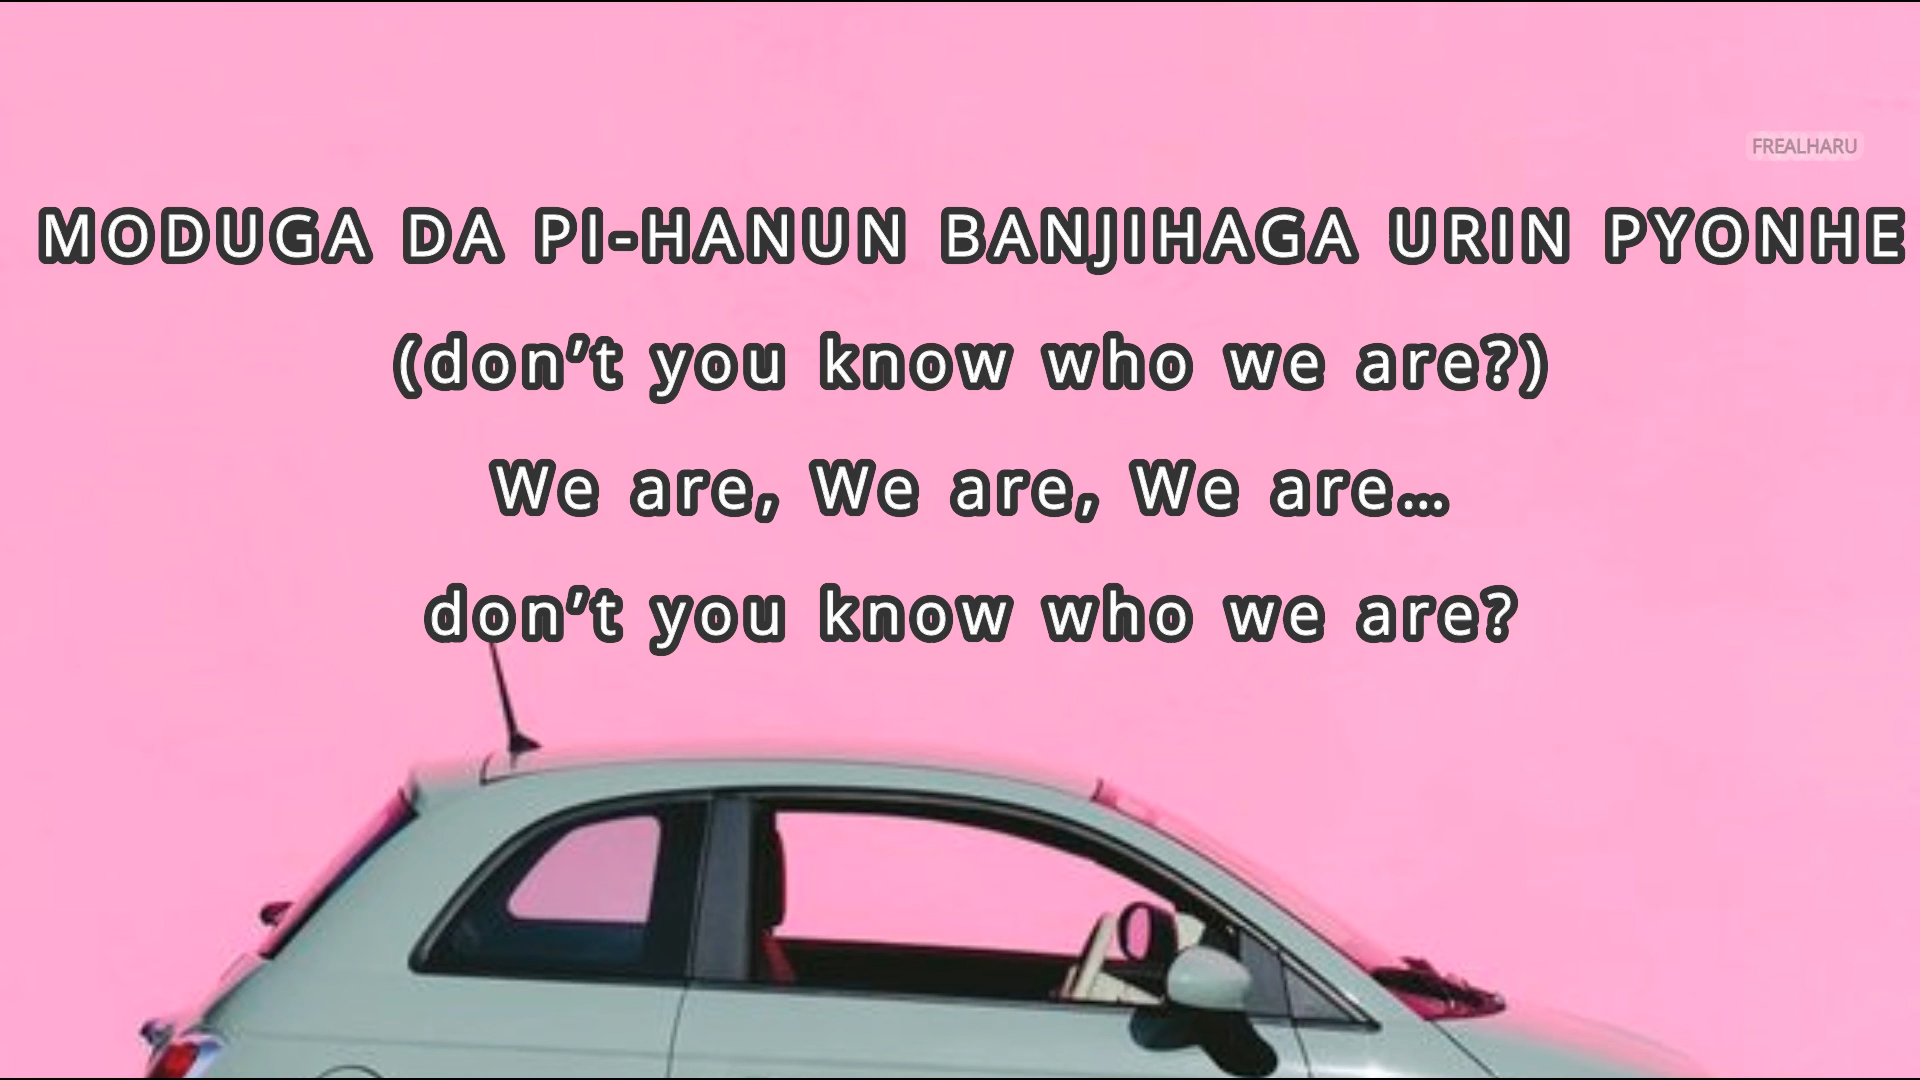 FREALHARU
MODUGA DA PI-HANUN BANJIHAGA URIN PYONHE
(don’t you know who we are?)
We are, We are, We are...
don’t you know who we are?